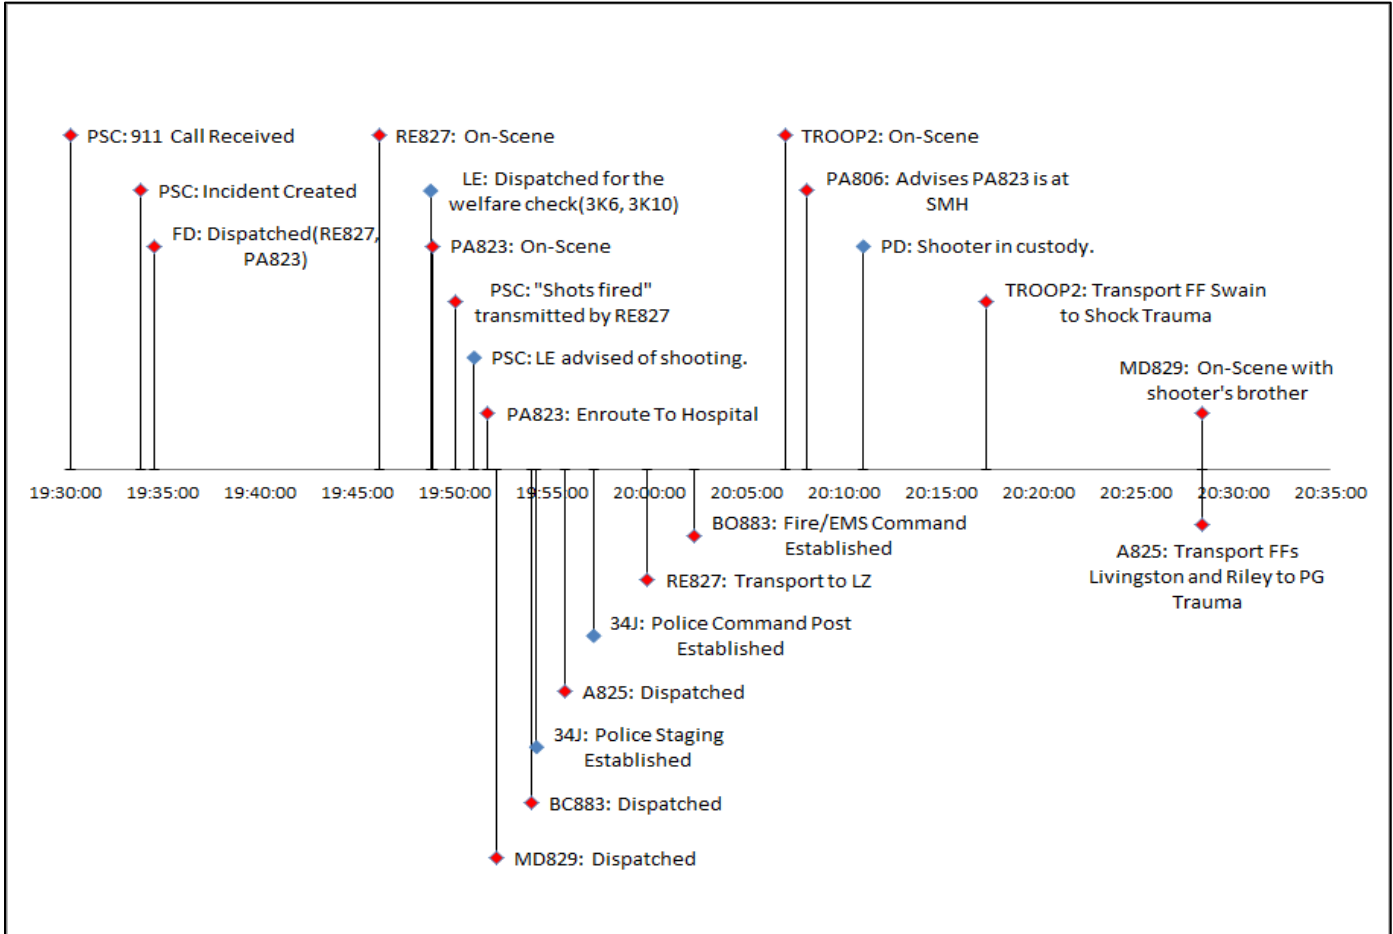 PSC: 911 Call Received
RE827: On-Scene
TROOP2: On-Scene
PSC: Incident Created
LE: Dispatched for the
welfare check(3K6, 3K10)
PA806: Advises PA823 is at
SMH
FD: Dispatched(RE827,
PA823)
PA823: On-Scene
PD: Shooter in custody.
PSC: "Shots fired"
transmitted by RE827
TROOP2: Transport FF Swain
to Shock Trauma
PSC: LE advised of shooting.
MD829: On-Scene with
shooter's brother
PA823: Enroute To Hospital
19:30:00 19:35:00 19:40:00 19:45:00 19:50:00 19:55:00 20:00:00 20:05:00 20:10:00 20:15:00 20:20:00 20:25:00 20:30:00 20:35:00
BO883: Fire/EMS Command
Established
A825: Transport FFs
Livingston and Riley to PG
Trauma
RE827: Transport to LZ
34J: Police Command Post
Established
A825: Dispatched
34J: Police Staging
Established
BC883: Dispatched
MD829: Dispatched